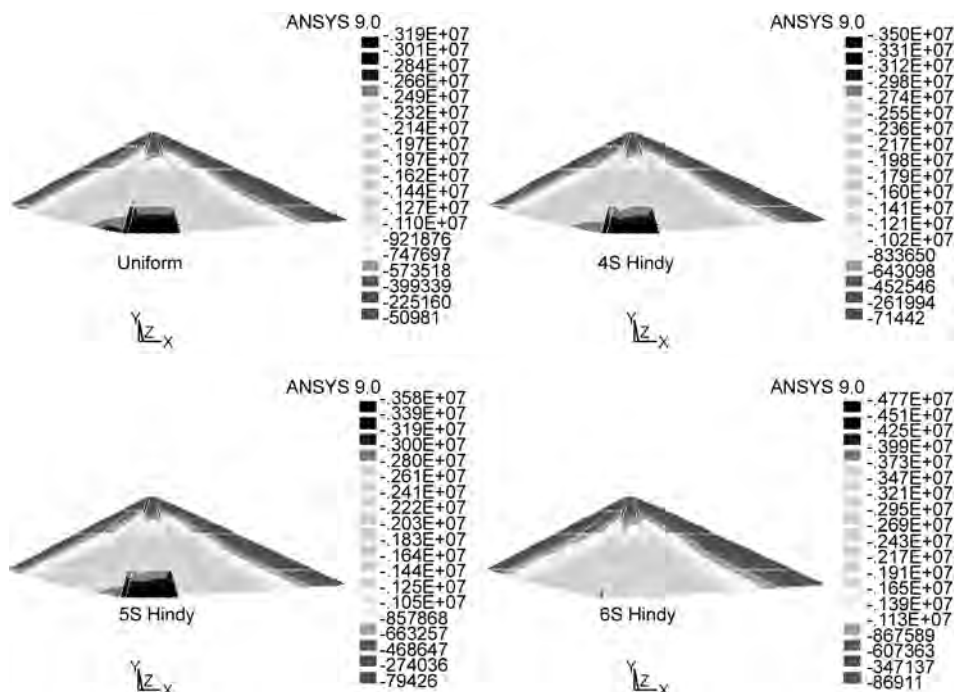 ANSYS 9.0
-.319E+07
-.301E+07
-.284E+07
-.266E+07
-.249E+07
-.232E+07
-.214E+07
-.197E+07
-.197E+07
-.162E+07
-.144E+07
-.127E+07
-.110E+07
-921876
-747697
-573518
-399339
-225160
-50981
Uniform
Y
Z
X
ANSYS 9.0
-.350E+07
-.331E+07
-.312E+07
-.298E+07
-.274E+07
-.255E+07
-.236E+07
-.217E+07
-.198E+07
-.179E+07
-.160E+07
-.141E+07
-.121E+07
-.102E+07
-833650
-643098
-452546
-261994
-71442
4S Hindy
Y
Z
X
ANSYS 9.0
-.358E+07
-.339E+07
-.319E+07
-.300E+07
-.280E+07
-.261E+07
-.241E+07
-.222E+07
-.203E+07
-.183E+07
-.164E+07
-.144E+07
-.125E+07
-.105E+07
-857868
-663257
-468647
-274036
-79426
5S Hindy
Y
Z
X
ANSYS 9.0
-.477E+07
-.451E+07
-.425E+07
-.399E+07
-.373E+07
-.347E+07
-.321E+07
-.295E+07
-.269E+07
-.243E+07
-.217E+07
-.191E+07
-.165E+07
-.139E+07
-.113E+07
-867589
-607363
-347137
-86911
6S Hindy
Y
Z
X